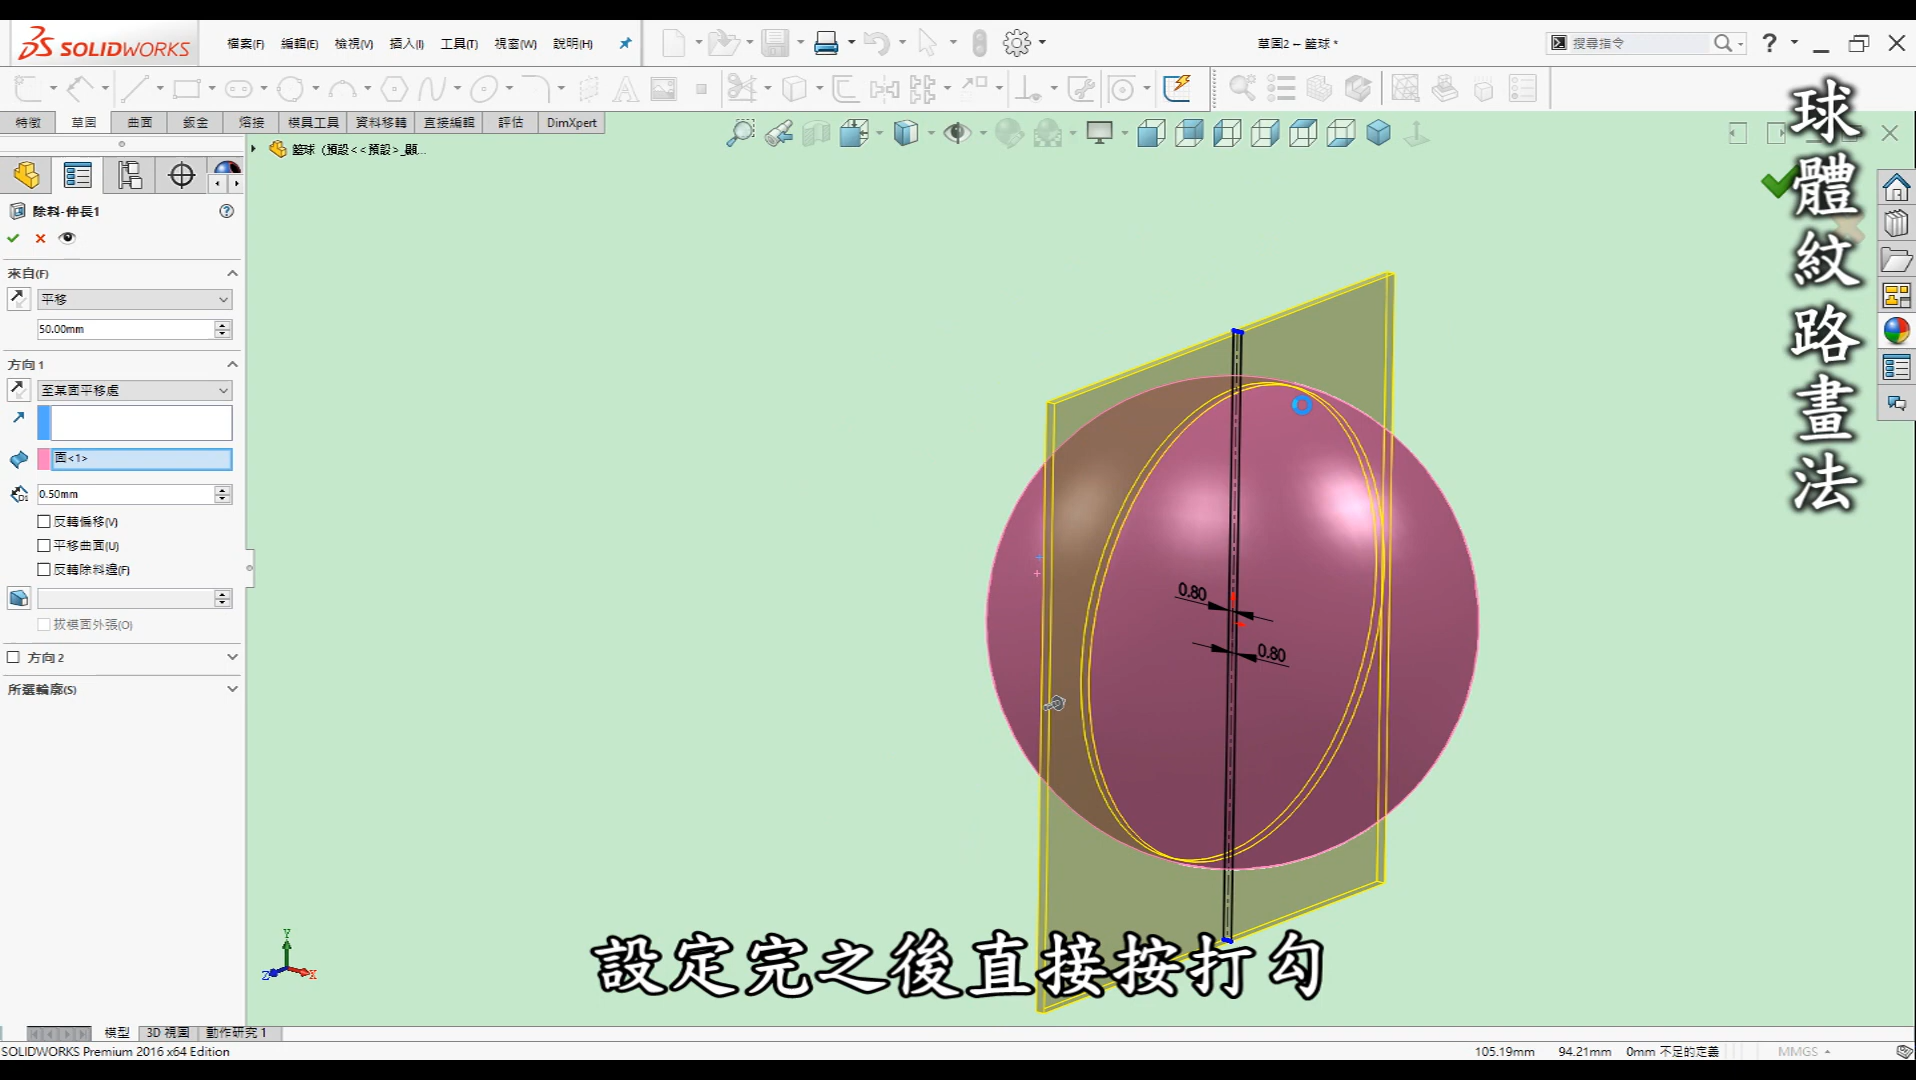 SOLIDWORKS
檔案(F) 編輯(E) 檢視(V) 插入(I) 工具(T) 視窗(W) 說明(H)
草圖2 -- 籃球 *
搜尋指令
特徵 草圖 曲面 鈑金 熔接 模具工具 資料移轉 直接編輯 評估 DimXpert
籃球 (預設<<預設>_顯...
除料-伸長1
來自(F)
平移
50.00mm
方向1
至某面平移處
面<1>
0.50mm
反轉偏移(V)
平移曲面(U)
反轉除料邊(F)
拔模面外張(O)
方向2
所選輪廓(S)
0.80
0.80
球體紋路畫法
Y
Z
X
設定完之後直接按打勾
模型 3D 視圖 動作研究 1
SOLIDWORKS Premium 2016 x64 Edition
105.19mm 94.21mm 0mm 不足的定義 MMGS